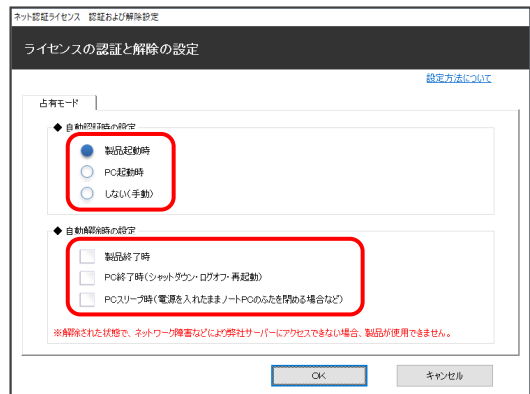 ネット認証ライセンス 認証および解除設定
ライセンスの認証と解除の設定
設定方法について
占有モード
◆ 自動認証時の設定
製品起動時
PC起動時
しない(手動)
◆ 自動解除時の設定
製品終了時
PC終了時(シャットダウン・ログオフ・再起動)
PCスリープ時(電源を入れたままノートPCのふたを閉める場合など)
※解除された状態で、ネットワーク障害などにより弊社サーバーにアクセスできない場合、製品が使用できません。
OK
キャンセル